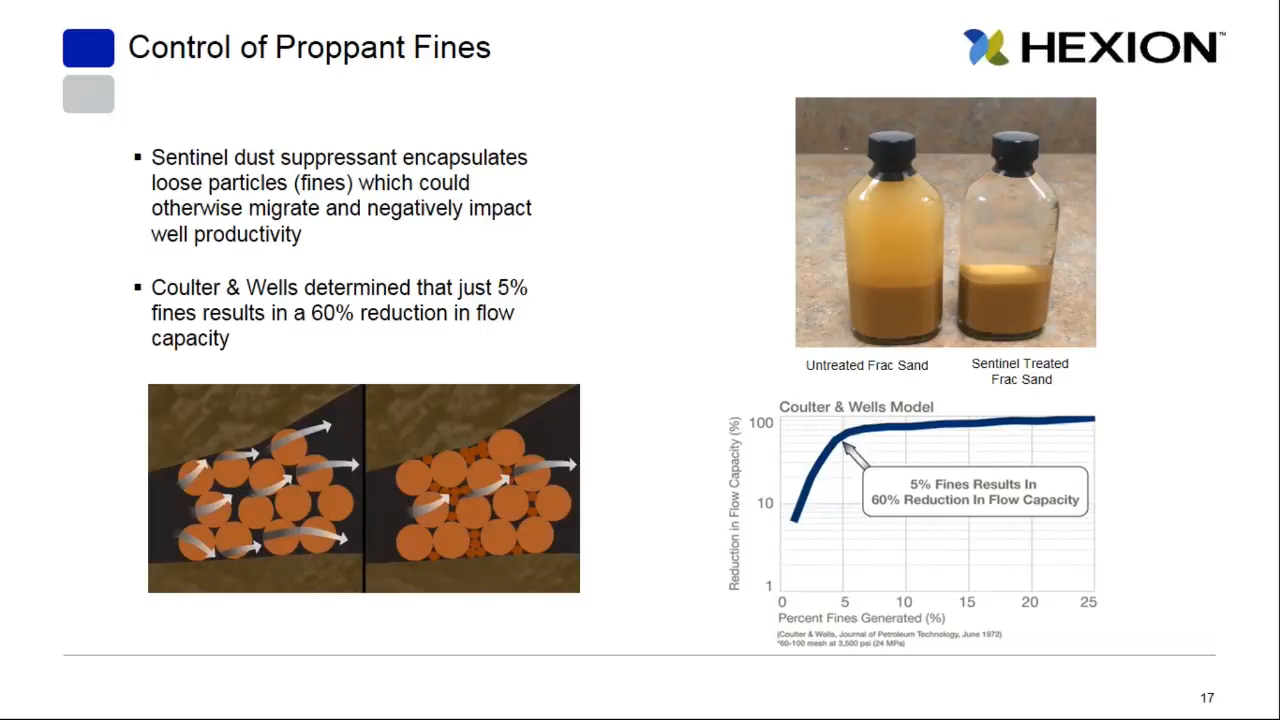 Control of Proppant Fines
HEXION™
▪ Sentinel dust suppressant encapsulates
loose particles (fines) which could
otherwise migrate and negatively impact
well productivity
▪ Coulter & Wells determined that just 5%
fines results in a 60% reduction in flow
capacity
Untreated Frac Sand
Sentinel Treated
Frac Sand
Coulter & Wells Model
Reduction in Flow Capacity (%)
100
10
1
5% Fines Results In
60% Reduction In Flow Capacity
0 5 10 15 20 25
Percent Fines Generated (%)
(Coulter & Wells, Journal of Petroleum Technology, June 1972)
*60-100 mesh at 3,500 psi (24 MPa)
17